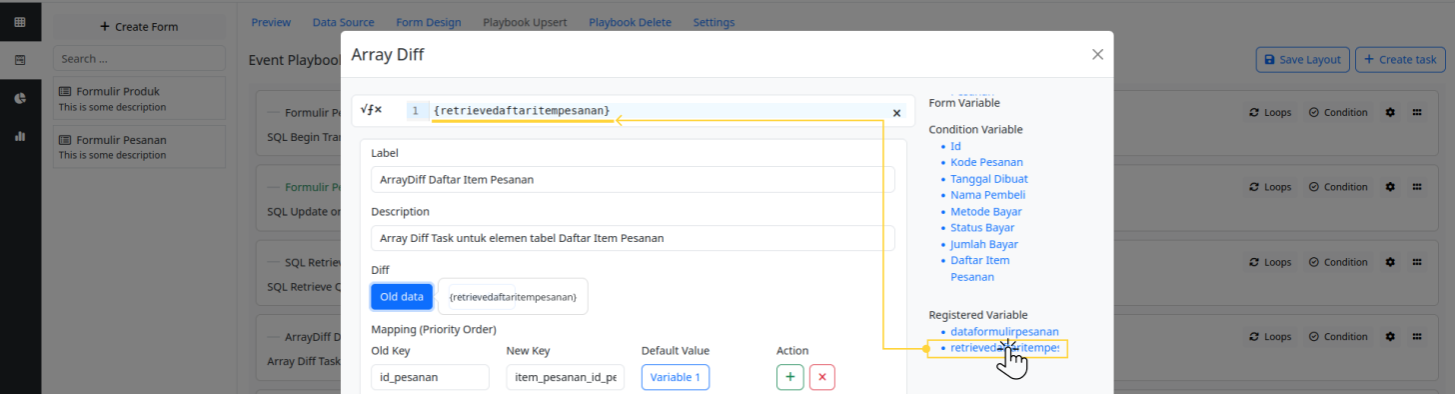 + Create Form
Search ...
Formulir Produk
This is some description
Formulir Pesanan
This is some description
Preview
Data Source
Form Design
Playbook Upsert
Playbook Delete
Settings
Event Playbook
Save Layout
+ Create task
Formulir Pe
SQL Begin Tra
Loops
Condition
Formulir Pe
SQL Update or
Loops
Condition
SQL Retriev
SQL Retrieve Q
Loops
Condition
ArrayDiff D
Array Diff Task
Loops
Condition
Array Diff
1 {retrievedaftaritempesanan}
Label
ArrayDiff Daftar Item Pesanan
Description
Array Diff Task untuk elemen tabel Daftar Item Pesanan
Diff
Old data
{retrievedaftaritempesanan}
Mapping (Priority Order)
Old Key
New Key
Default Value
Action
id_pesanan
item_pesanan_id_pe
Variable 1
+
×
Form Variable
Condition Variable
Id
Kode Pesanan
Tanggal Dibuat
Nama Pembeli
Metode Bayar
Status Bayar
Jumlah Bayar
Daftar Item
Pesanan
Registered Variable
dataformulirpesanan